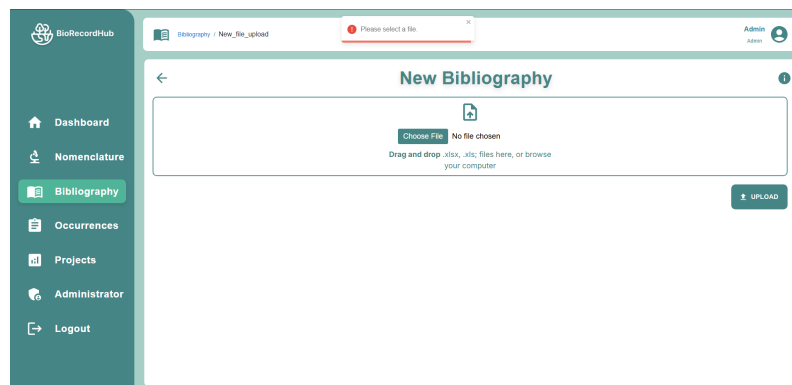 BioRecordHub
Bibliography / New_file_upload
Please select a file.
×
Admin
Admin
New Bibliography
Choose File No file chosen
Drag and drop .xlsx, .xls; files here, or browse
your computer
UPLOAD
Dashboard
Nomenclature
Bibliography
Occurrences
Projects
Administrator
Logout